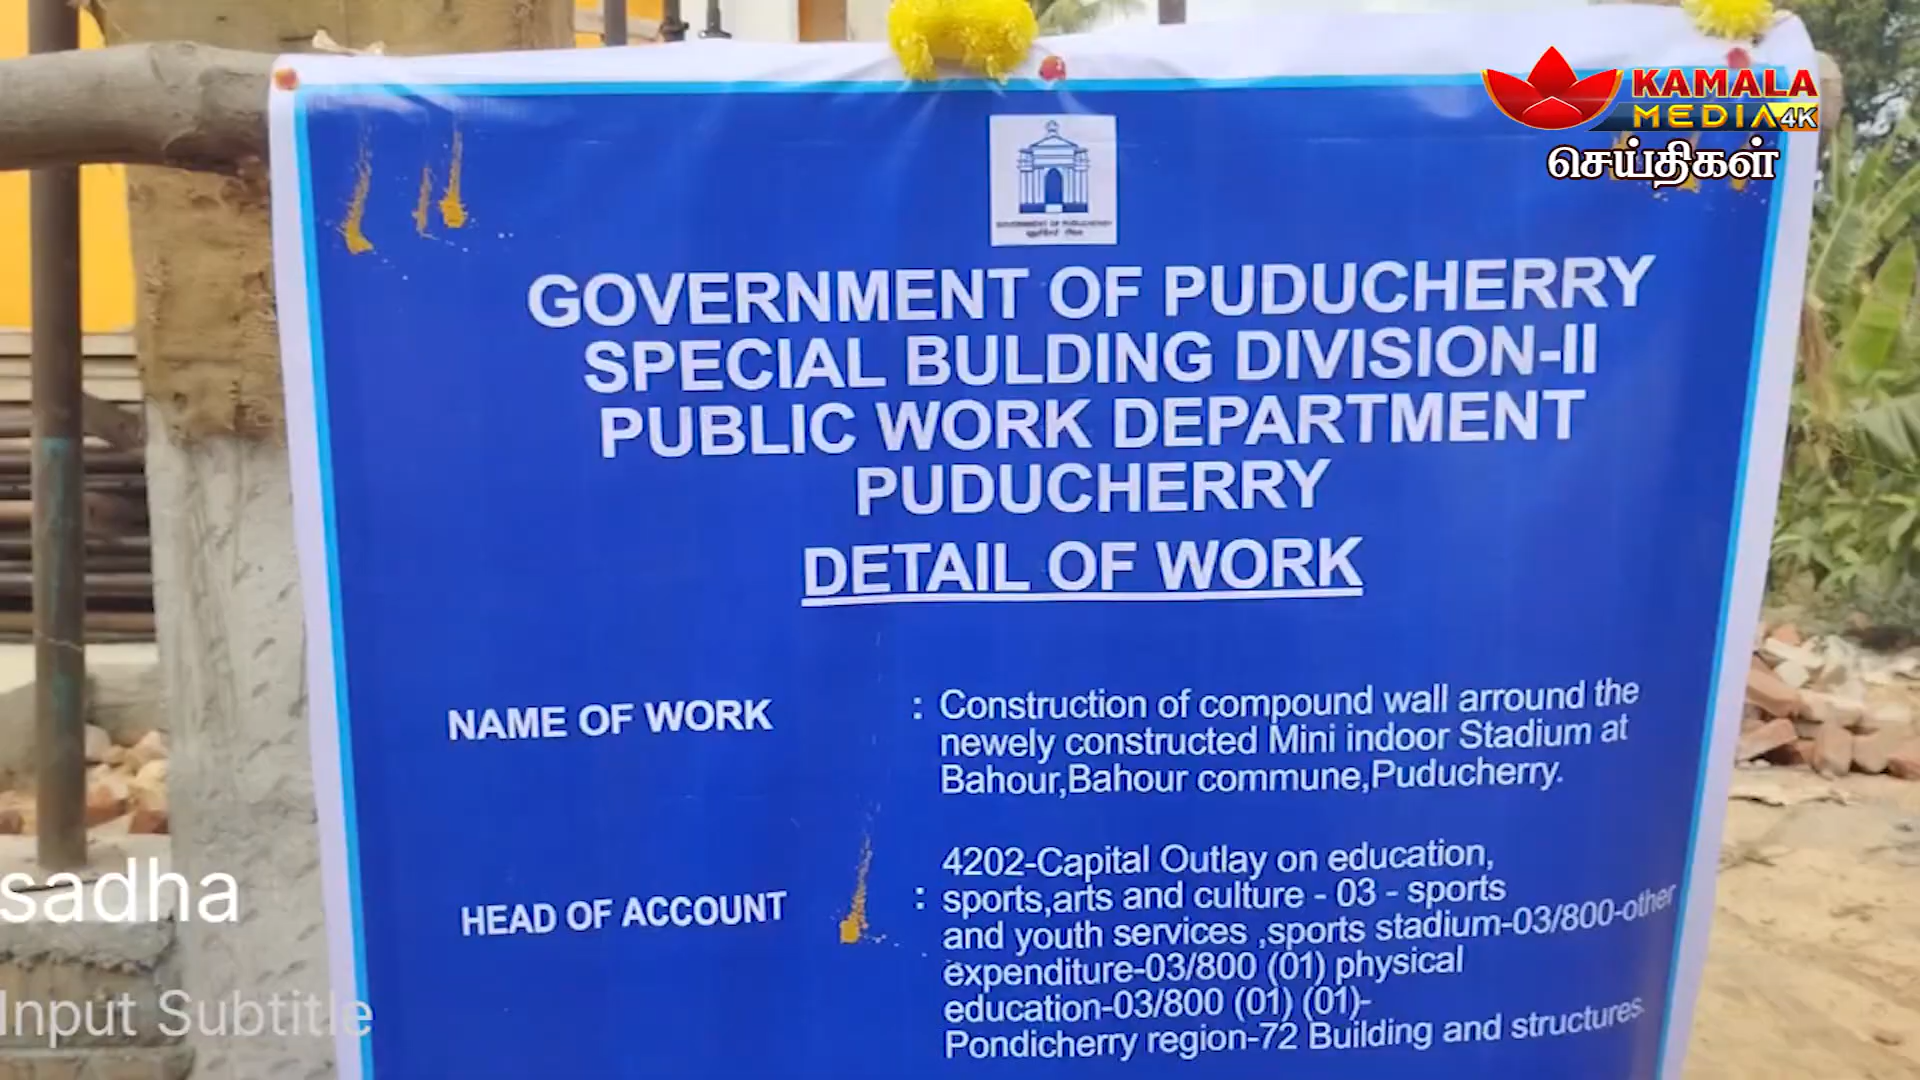 KAMALA
MEDIA 4K
செய்திகள்
GOVERNMENT OF PUDUCHERRY
GOVERNMENT OF PUDUCHERRY
SPECIAL BULDING DIVISION-II
PUBLIC WORK DEPARTMENT
PUDUCHERRY
DETAIL OF WORK
NAME OF WORK : Construction of compound wall arround the
newely constructed Mini indoor Stadium at
Bahour,Bahour commune,Puducherry.
4202-Capital Outlay on education,
HEAD OF ACCOUNT : sports,arts and culture - 03 - sports
and youth services ,sports stadium-03/800-other
expenditure-03/800 (01) physical
education-03/800 (01) (01)-
Pondicherry region-72 Building and structures.
sadha
Input Subtitle